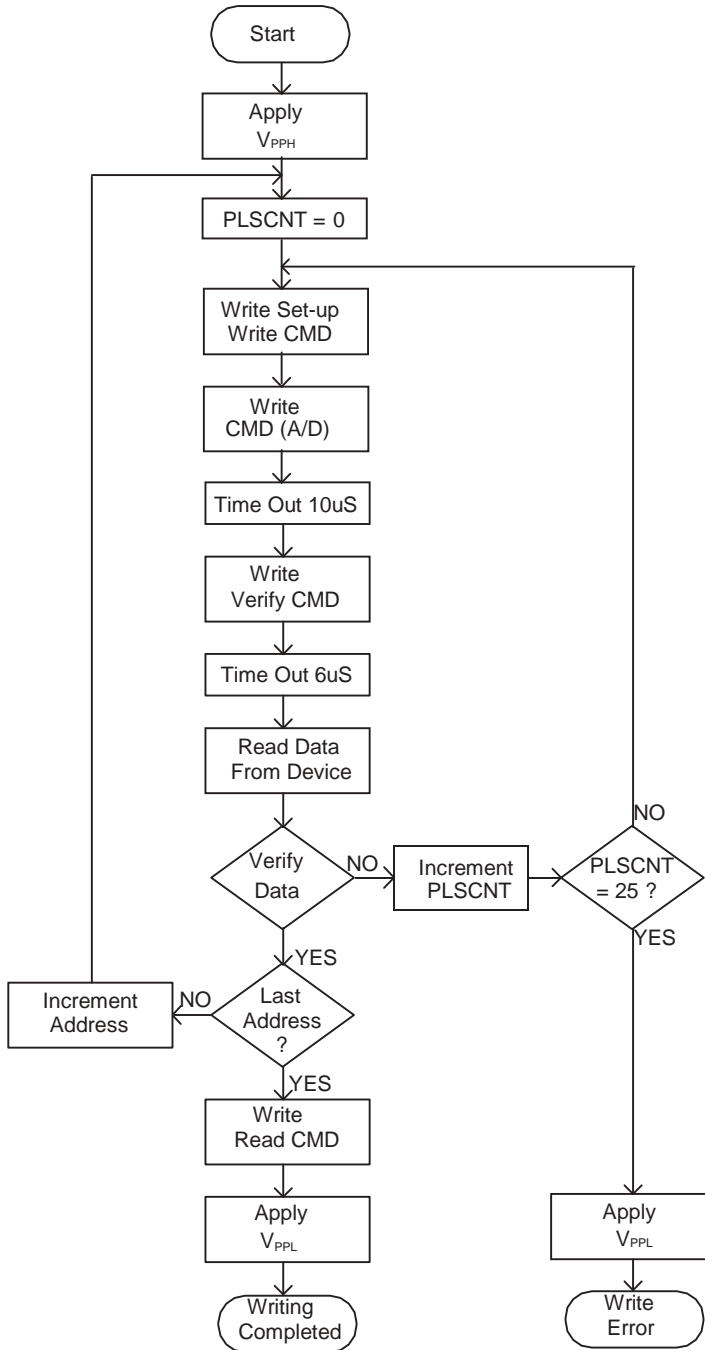 Start
Apply
VPPH
PLSCNT = 0
Write Set-up
Write CMD
Write
CMD (A/D)
Time Out 10uS
Write
Verify CMD
Time Out 6uS
Read Data
From Device
Verify
Data
NO
Increment
PLSCNT
NO
PLSCNT
= 25 ?
YES
YES
Increment
Address
NO
Last
Address
?
YES
Write
Read CMD
Apply
VPPL
Writing
Completed
Apply
VPPL
Write
Error